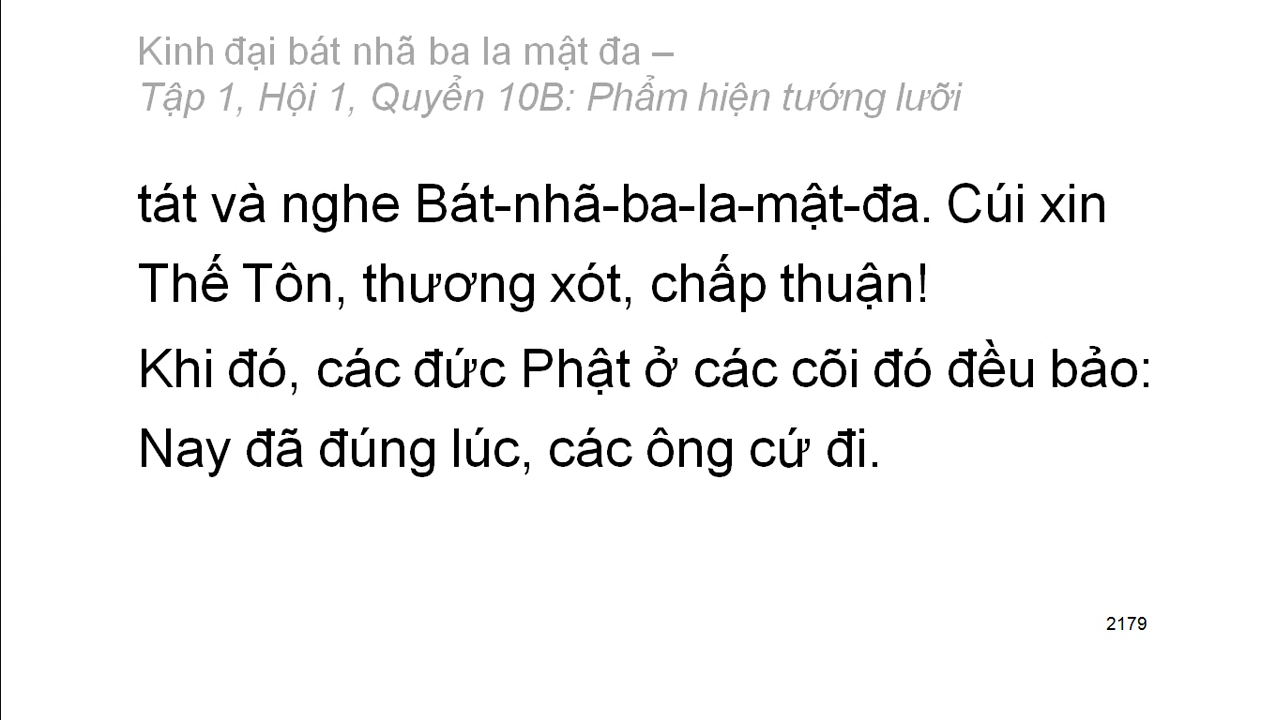 Kinh đại bát nhã ba la mật đa –
Tập 1, Hội 1, Quyển 10B: Phẩm hiện tướng lưỡi
tát và nghe Bát-nhã-ba-la-mật-đa. Cúi xin
Thế Tôn, thương xót, chấp thuận!
Khi đó, các đức Phật ở các cõi đó đều bảo:
Nay đã đúng lúc, các ông cứ đi.
2179